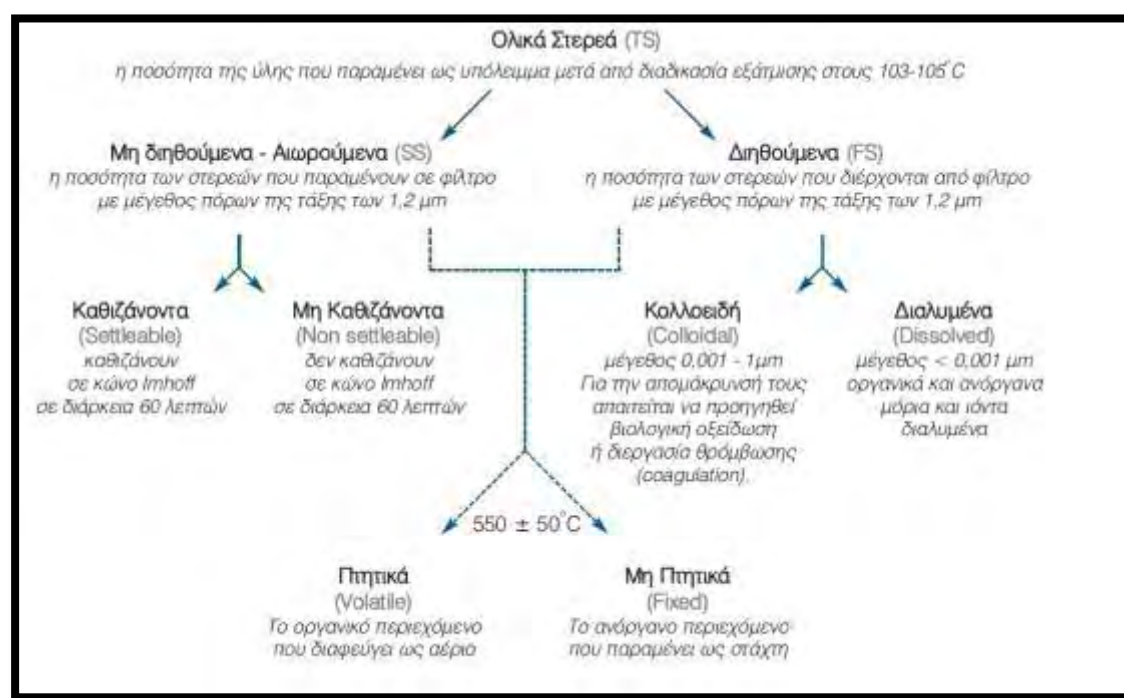 Ολικά Στερεά (TS)
η ποσότητα της ύλης που παραμένει ως υπόλειμμα μετά από διαδικασία εξάτμισης στους 103-105°C
Μη διηθούμενα - Αιωρούμενα (SS)
η ποσότητα των στερεών που παραμένουν σε φίλτρο
με μέγεθος πόρων της τάξης των 1,2 μm
Διηθούμενα (FS)
η ποσότητα των στερεών που διέρχονται από φίλτρο
με μέγεθος πόρων της τάξης των 1,2 μm
Καθιζάνοντα
(Settleable)
καθιζάνουν
σε κώνο Imhoff
σε διάρκεια 60 λεπτών
Μη Καθιζάνοντα
(Non settleable)
δεν καθιζάνουν
σε κώνο Imhoff
σε διάρκεια 60 λεπτών
Κολλοειδή
(Colloidal)
μέγεθος 0,001 - 1μm
Για την απομάκρυνσή τους
απαιτείται να προηγηθεί
βιολογική οξείδωση
ή διεργασία θρόμβωσης
(coagulation).
Διαλυμένα
(Dissolved)
μέγεθος < 0,001 μm
οργανικά και ανόργανα
μόρια και ιόντα
διαλυμένα
550 ± 50°C
Πτητικά
(Volatile)
Το οργανικό περιεχόμενο
που διαφεύγει ως αέριο
Μη Πτητικά
(Fixed)
Το ανόργανο περιεχόμενο
που παραμένει ως στάχτη